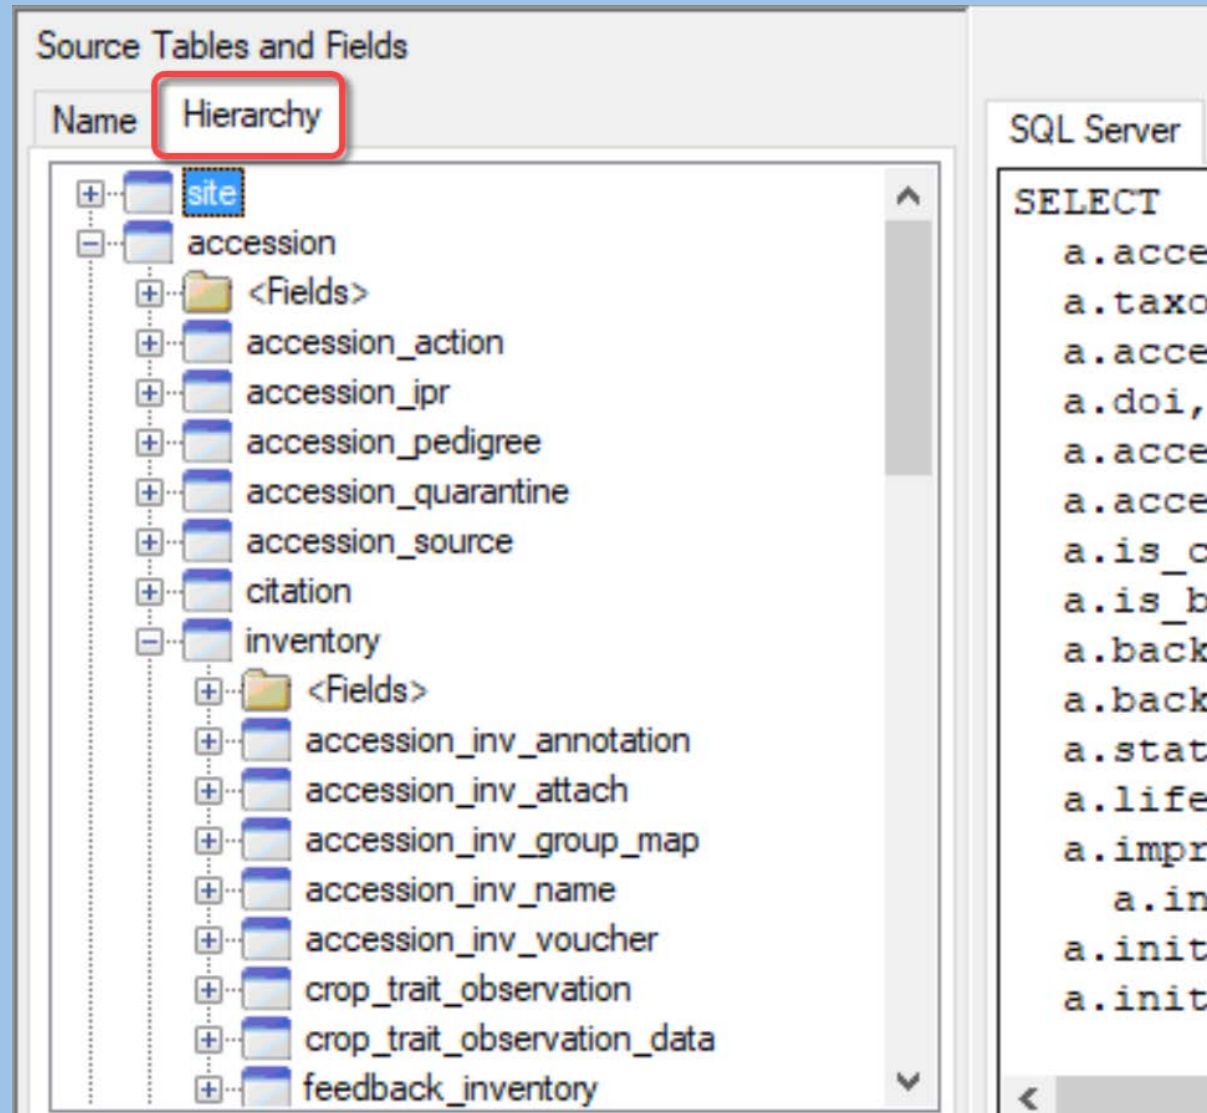 Source Tables and Fields
Name
Hierarchy
site
accession
<Fields>
accession_action
accession_ipr
accession_pedigree
accession_quarantine
accession_source
citation
inventory
<Fields>
accession_inv_annotation
accession_inv_attach
accession_inv_group_map
accession_inv_name
accession_inv_voucher
crop_trait_observation
crop_trait_observation_data
feedback_inventory
SQL Server
SELECT
a.acce
a.taxo
a.acce
a.doi,
a.acce
a.acce
a.is_c
a.is_b
a.back
a.back
a.stat
a.life
a.impr
a.in
a.init
a.init